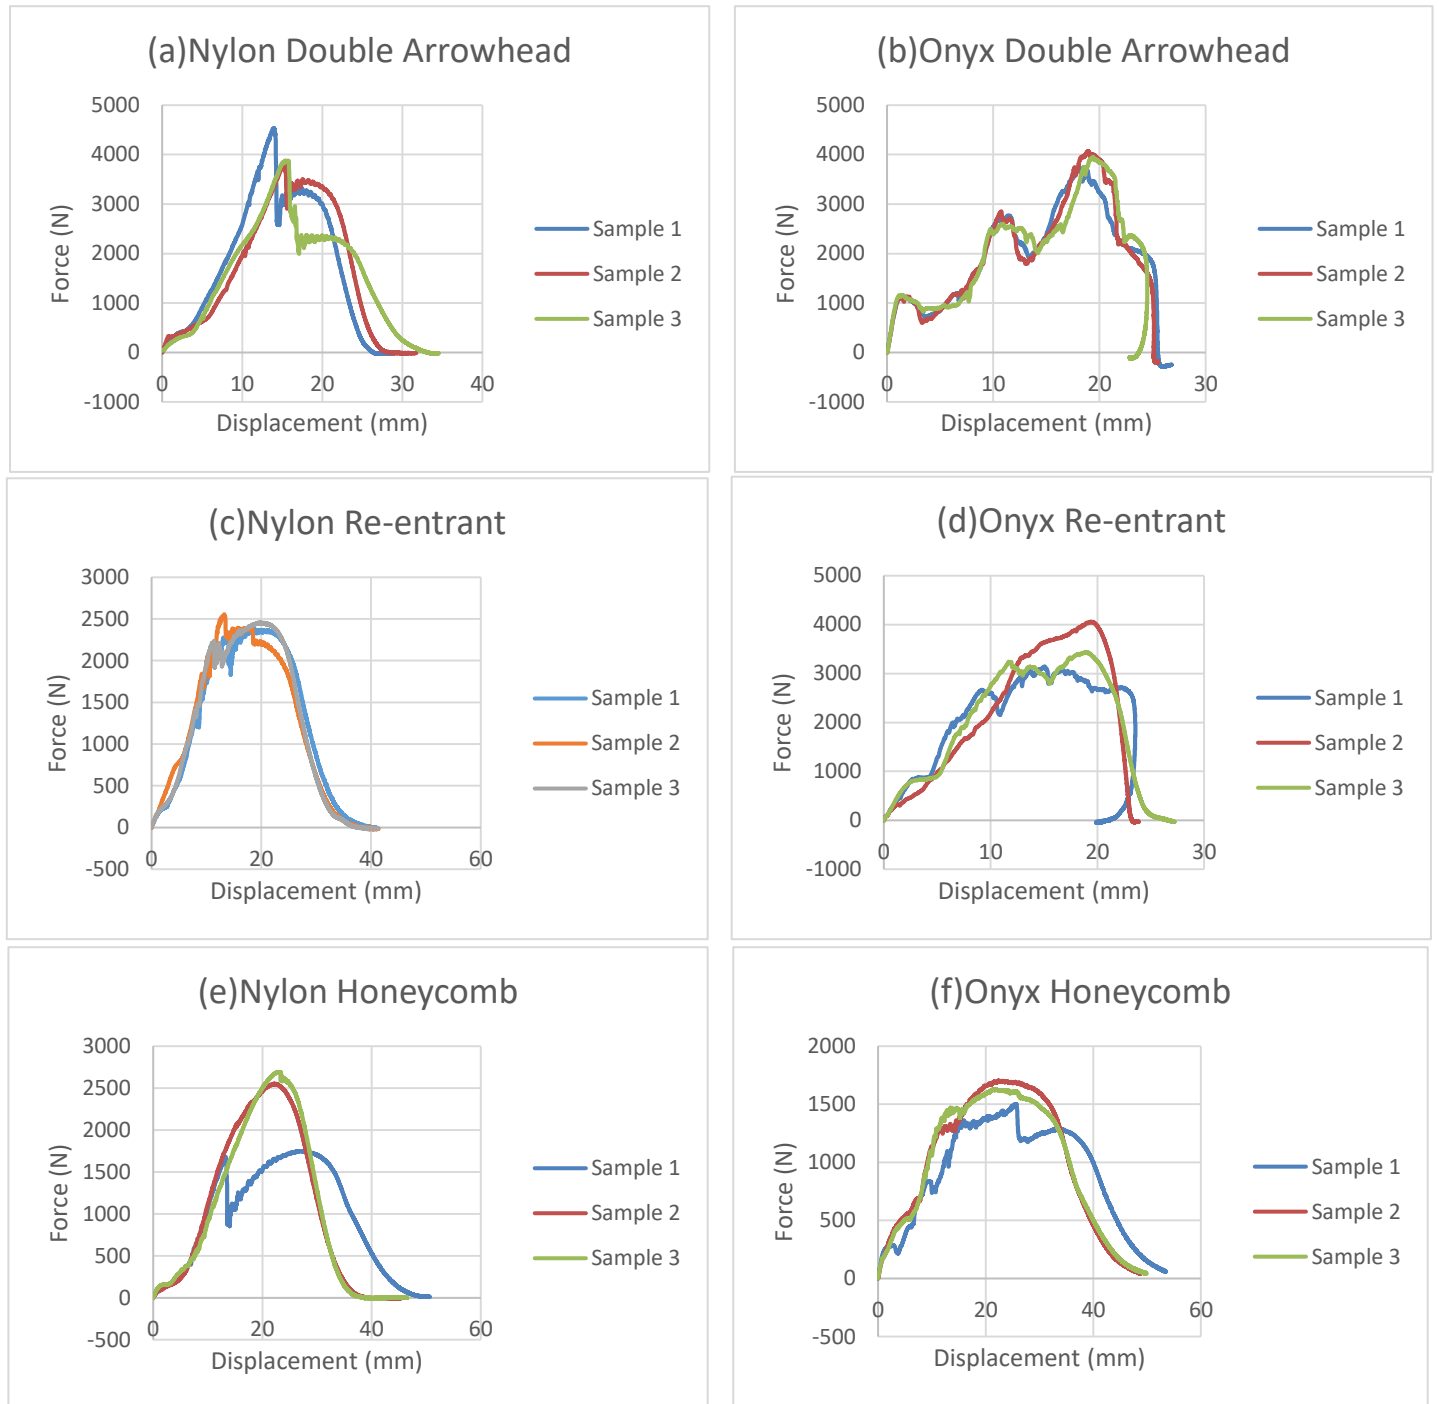 (a)Nylon Double Arrowhead
5000
4000
3000
2000
1000
0
-1000
0 10 20 30 40
Force (N)
Displacement (mm)
Sample 1
Sample 2
Sample 3
(b)Onyx Double Arrowhead
5000
4000
3000
2000
1000
0
-1000
0 10 20 30
Force (N)
Displacement (mm)
Sample 1
Sample 2
Sample 3
(c)Nylon Re-entrant
3000
2500
2000
1500
1000
500
0
-500
0 20 40 60
Force (N)
Displacement (mm)
Sample 1
Sample 2
Sample 3
(d)Onyx Re-entrant
5000
4000
3000
2000
1000
0
-1000
0 10 20 30
Force (N)
Displacement (mm)
Sample 1
Sample 2
Sample 3
(e)Nylon Honeycomb
3000
2500
2000
1500
1000
500
0
-500
0 20 40 60
Force (N)
Displacement (mm)
Sample 1
Sample 2
Sample 3
(f)Onyx Honeycomb
2000
1500
1000
500
0
-500
0 20 40 60
Force (N)
Displacement (mm)
Sample 1
Sample 2
Sample 3